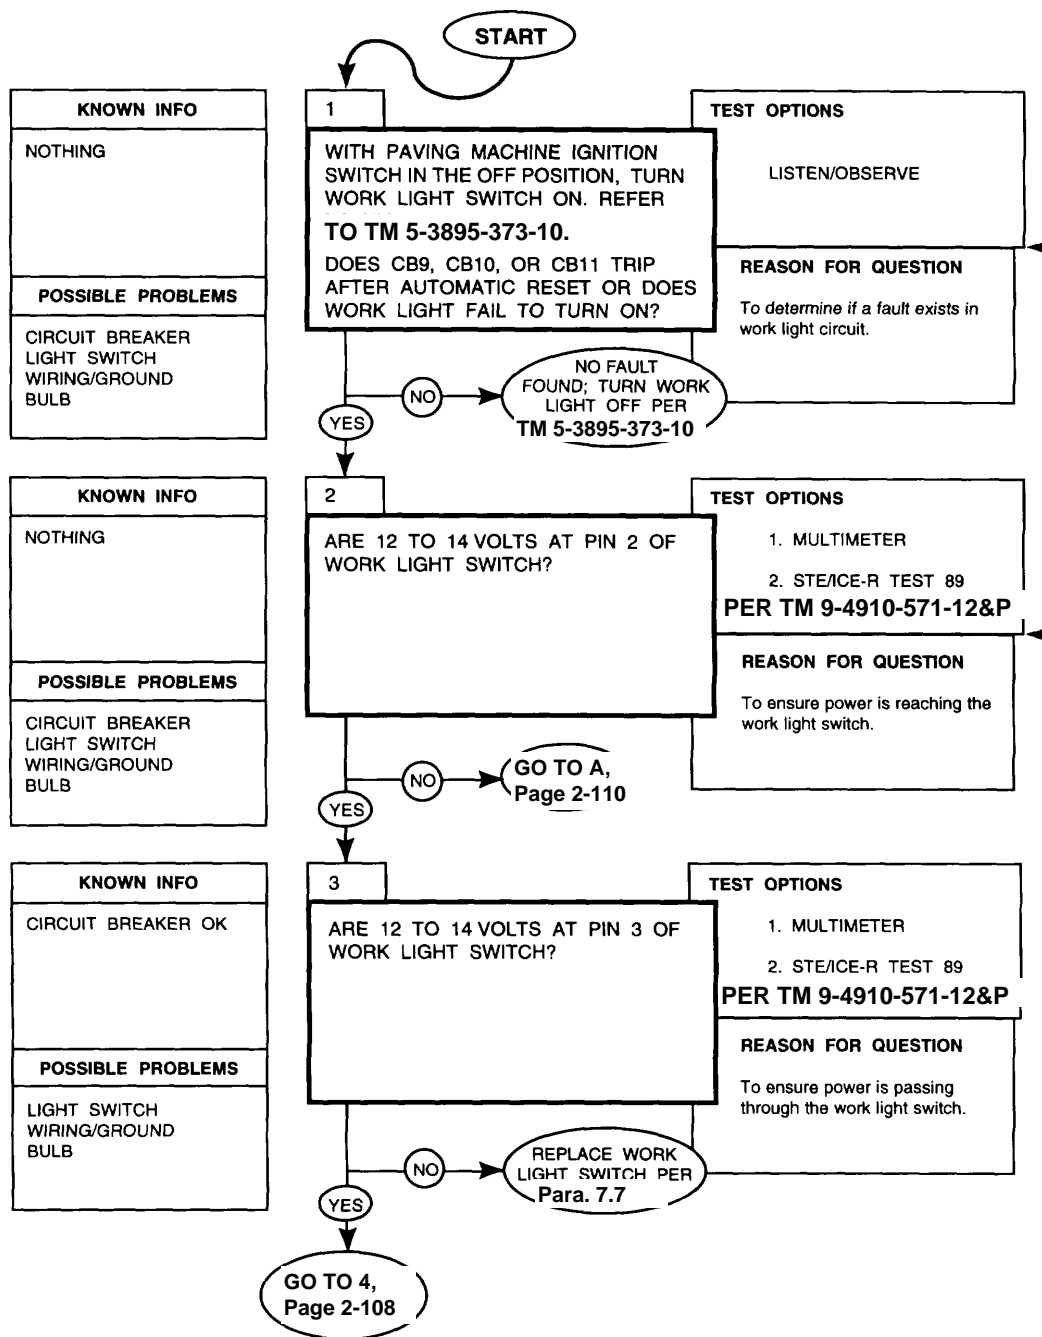 START
KNOWN INFO
NOTHING
POSSIBLE PROBLEMS
CIRCUIT BREAKER
LIGHT SWITCH
WIRING/GROUND
BULB
1
WITH PAVING MACHINE IGNITION
SWITCH IN THE OFF POSITION, TURN
WORK LIGHT SWITCH ON. REFER
TO TM 5-3895-373-10.
DOES CB9, CB10, OR CB11 TRIP
AFTER AUTOMATIC RESET OR DOES
WORK LIGHT FAIL TO TURN ON?
TEST OPTIONS
LISTEN/OBSERVE
REASON FOR QUESTION
To determine if a fault exists in
work light circuit.
NO
NO FAULT
FOUND; TURN WORK
LIGHT OFF PER
TM 5-3895-373-10
YES
KNOWN INFO
NOTHING
POSSIBLE PROBLEMS
CIRCUIT BREAKER
LIGHT SWITCH
WIRING/GROUND
BULB
2
ARE 12 TO 14 VOLTS AT PIN 2 OF
WORK LIGHT SWITCH?
TEST OPTIONS
1. MULTIMETER
2. STE/ICE-R TEST 89
PER TM 9-4910-571-12&P
REASON FOR QUESTION
To ensure power is reaching the
work light switch.
NO
GO TO A,
Page 2-110
YES
KNOWN INFO
CIRCUIT BREAKER OK
POSSIBLE PROBLEMS
LIGHT SWITCH
WIRING/GROUND
BULB
3
ARE 12 TO 14 VOLTS AT PIN 3 OF
WORK LIGHT SWITCH?
TEST OPTIONS
1. MULTIMETER
2. STE/ICE-R TEST 89
PER TM 9-4910-571-12&P
REASON FOR QUESTION
To ensure power is passing
through the work light switch.
NO
REPLACE WORK
LIGHT SWITCH PER
Para. 7.7
YES
GO TO 4,
Page 2-108